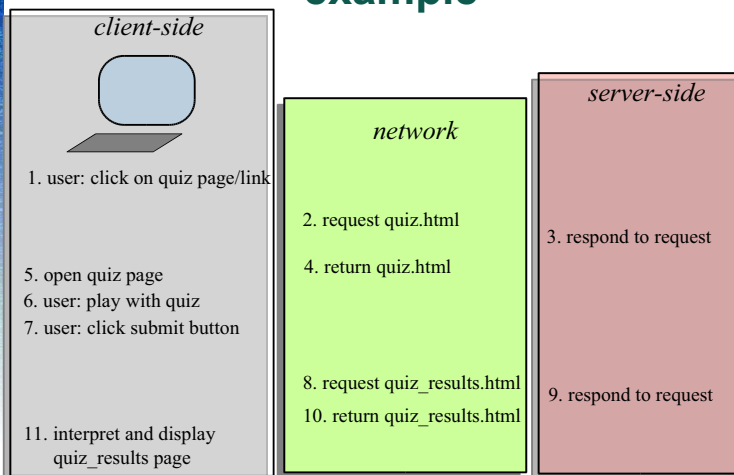 example
client-side
network
server-side
1. user: click on quiz page/link
2. request quiz.html
3. respond to request
4. return quiz.html
5. open quiz page
6. user: play with quiz
7. user: click submit button
8. request quiz_results.html
9. respond to request
10. return quiz_results.html
11. interpret and display
quiz_results page